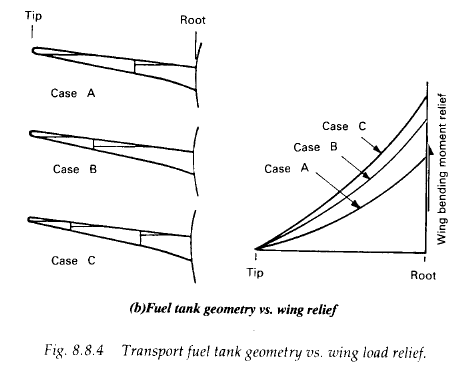 Tip
Root
Case A
Case B
Case C
Case C
Case B
Case A
Wing bending moment relief
Tip
Root
(b)Fuel tank geometry vs. wing relief
Fig. 8.8.4 Transport fuel tank geometry vs. wing load relief.